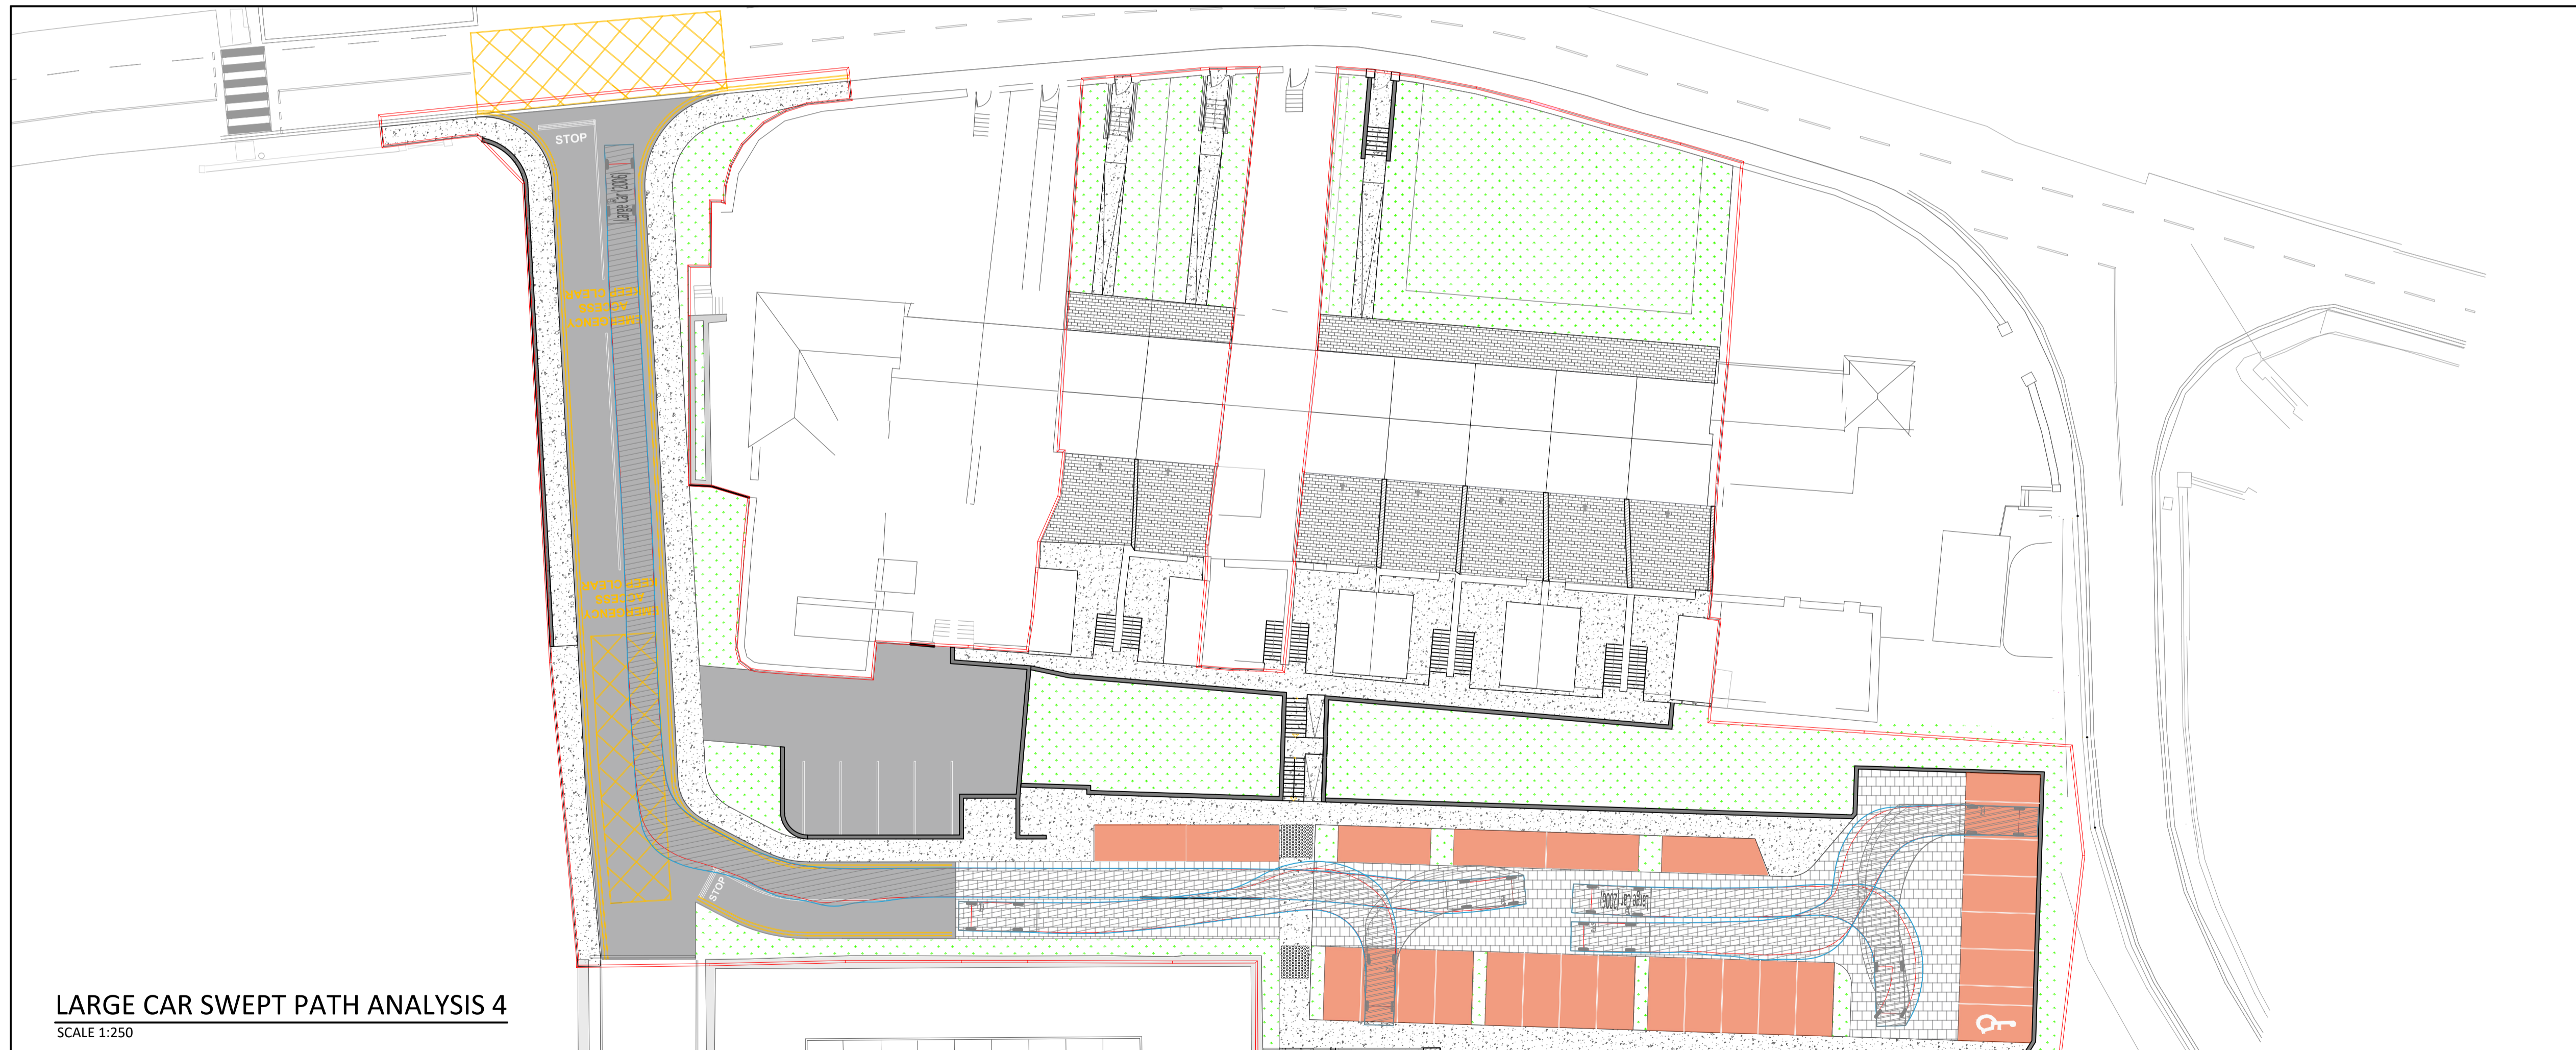 STOP
Large Car (2006)
KEEP CLEAR
ACCESS
EMERGENCY
KEEP CLEAR
ACCESS
EMERGENCY
STOP
Large Car (2006)
LARGE CAR SWEPT PATH ANALYSIS 4
SCALE 1:250